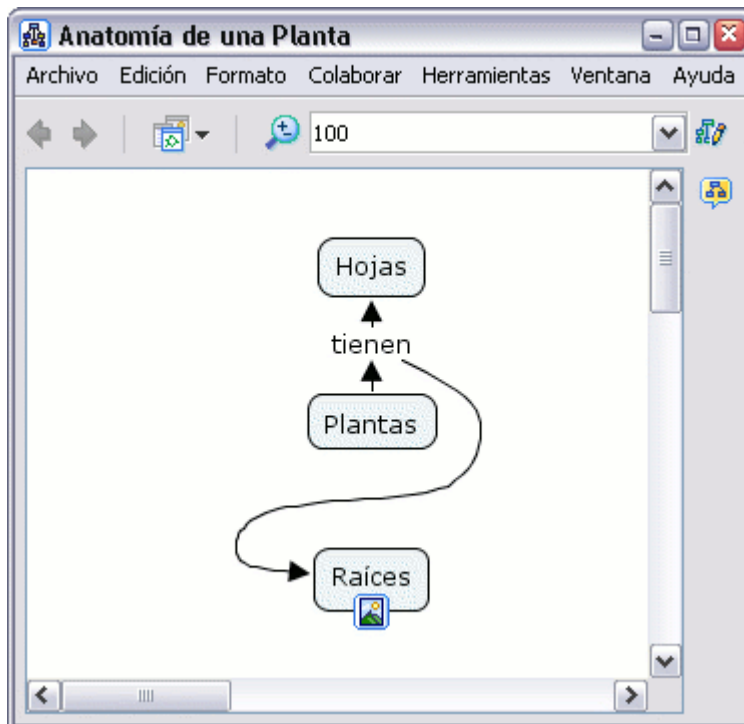 Anatomía de una Planta
Archivo Edición Formato Colaborar Herramientas Ventana Ayuda
100
Hojas
tienen
Plantas
Raíces